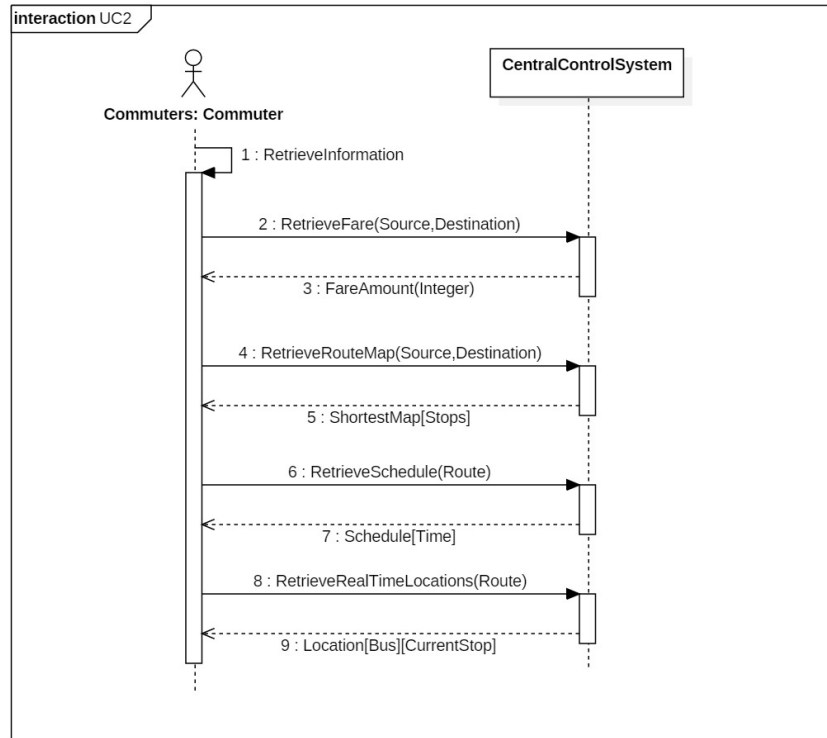 interaction UC2
CentralControlSystem
Commuters: Commuter
1 : RetrieveInformation
2 : RetrieveFare(Source,Destination)
3 : FareAmount(Integer)
4 : RetrieveRouteMap(Source,Destination)
5 : ShortestMap[Stops]
6 : RetrieveSchedule(Route)
7 : Schedule[Time]
8 : RetrieveRealTimeLocations(Route)
9 : Location[Bus][CurrentStop]